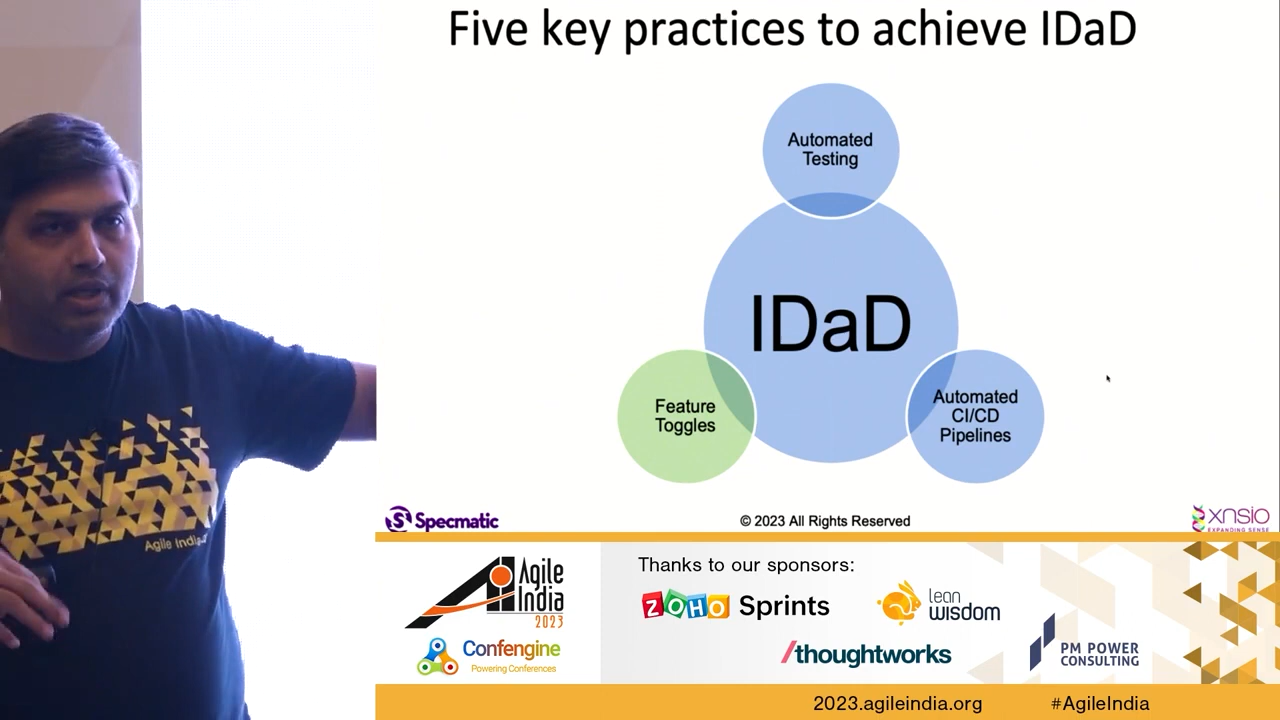 Five key practices to achieve IDaD
Automated
Testing
IDaD
Feature
Toggles
Automated
CI/CD
Pipelines
Specmatic
© 2023 All Rights Reserved
xnsio
EXPANDING SENSE
Agile India
Agile
India
2023
Confengine
Powering Conferences
Thanks to our sponsors:
ZOHO Sprints
lean
wisdom
/thoughtworks
PM POWER
CONSULTING
2023.agileindia.org
#AgileIndia